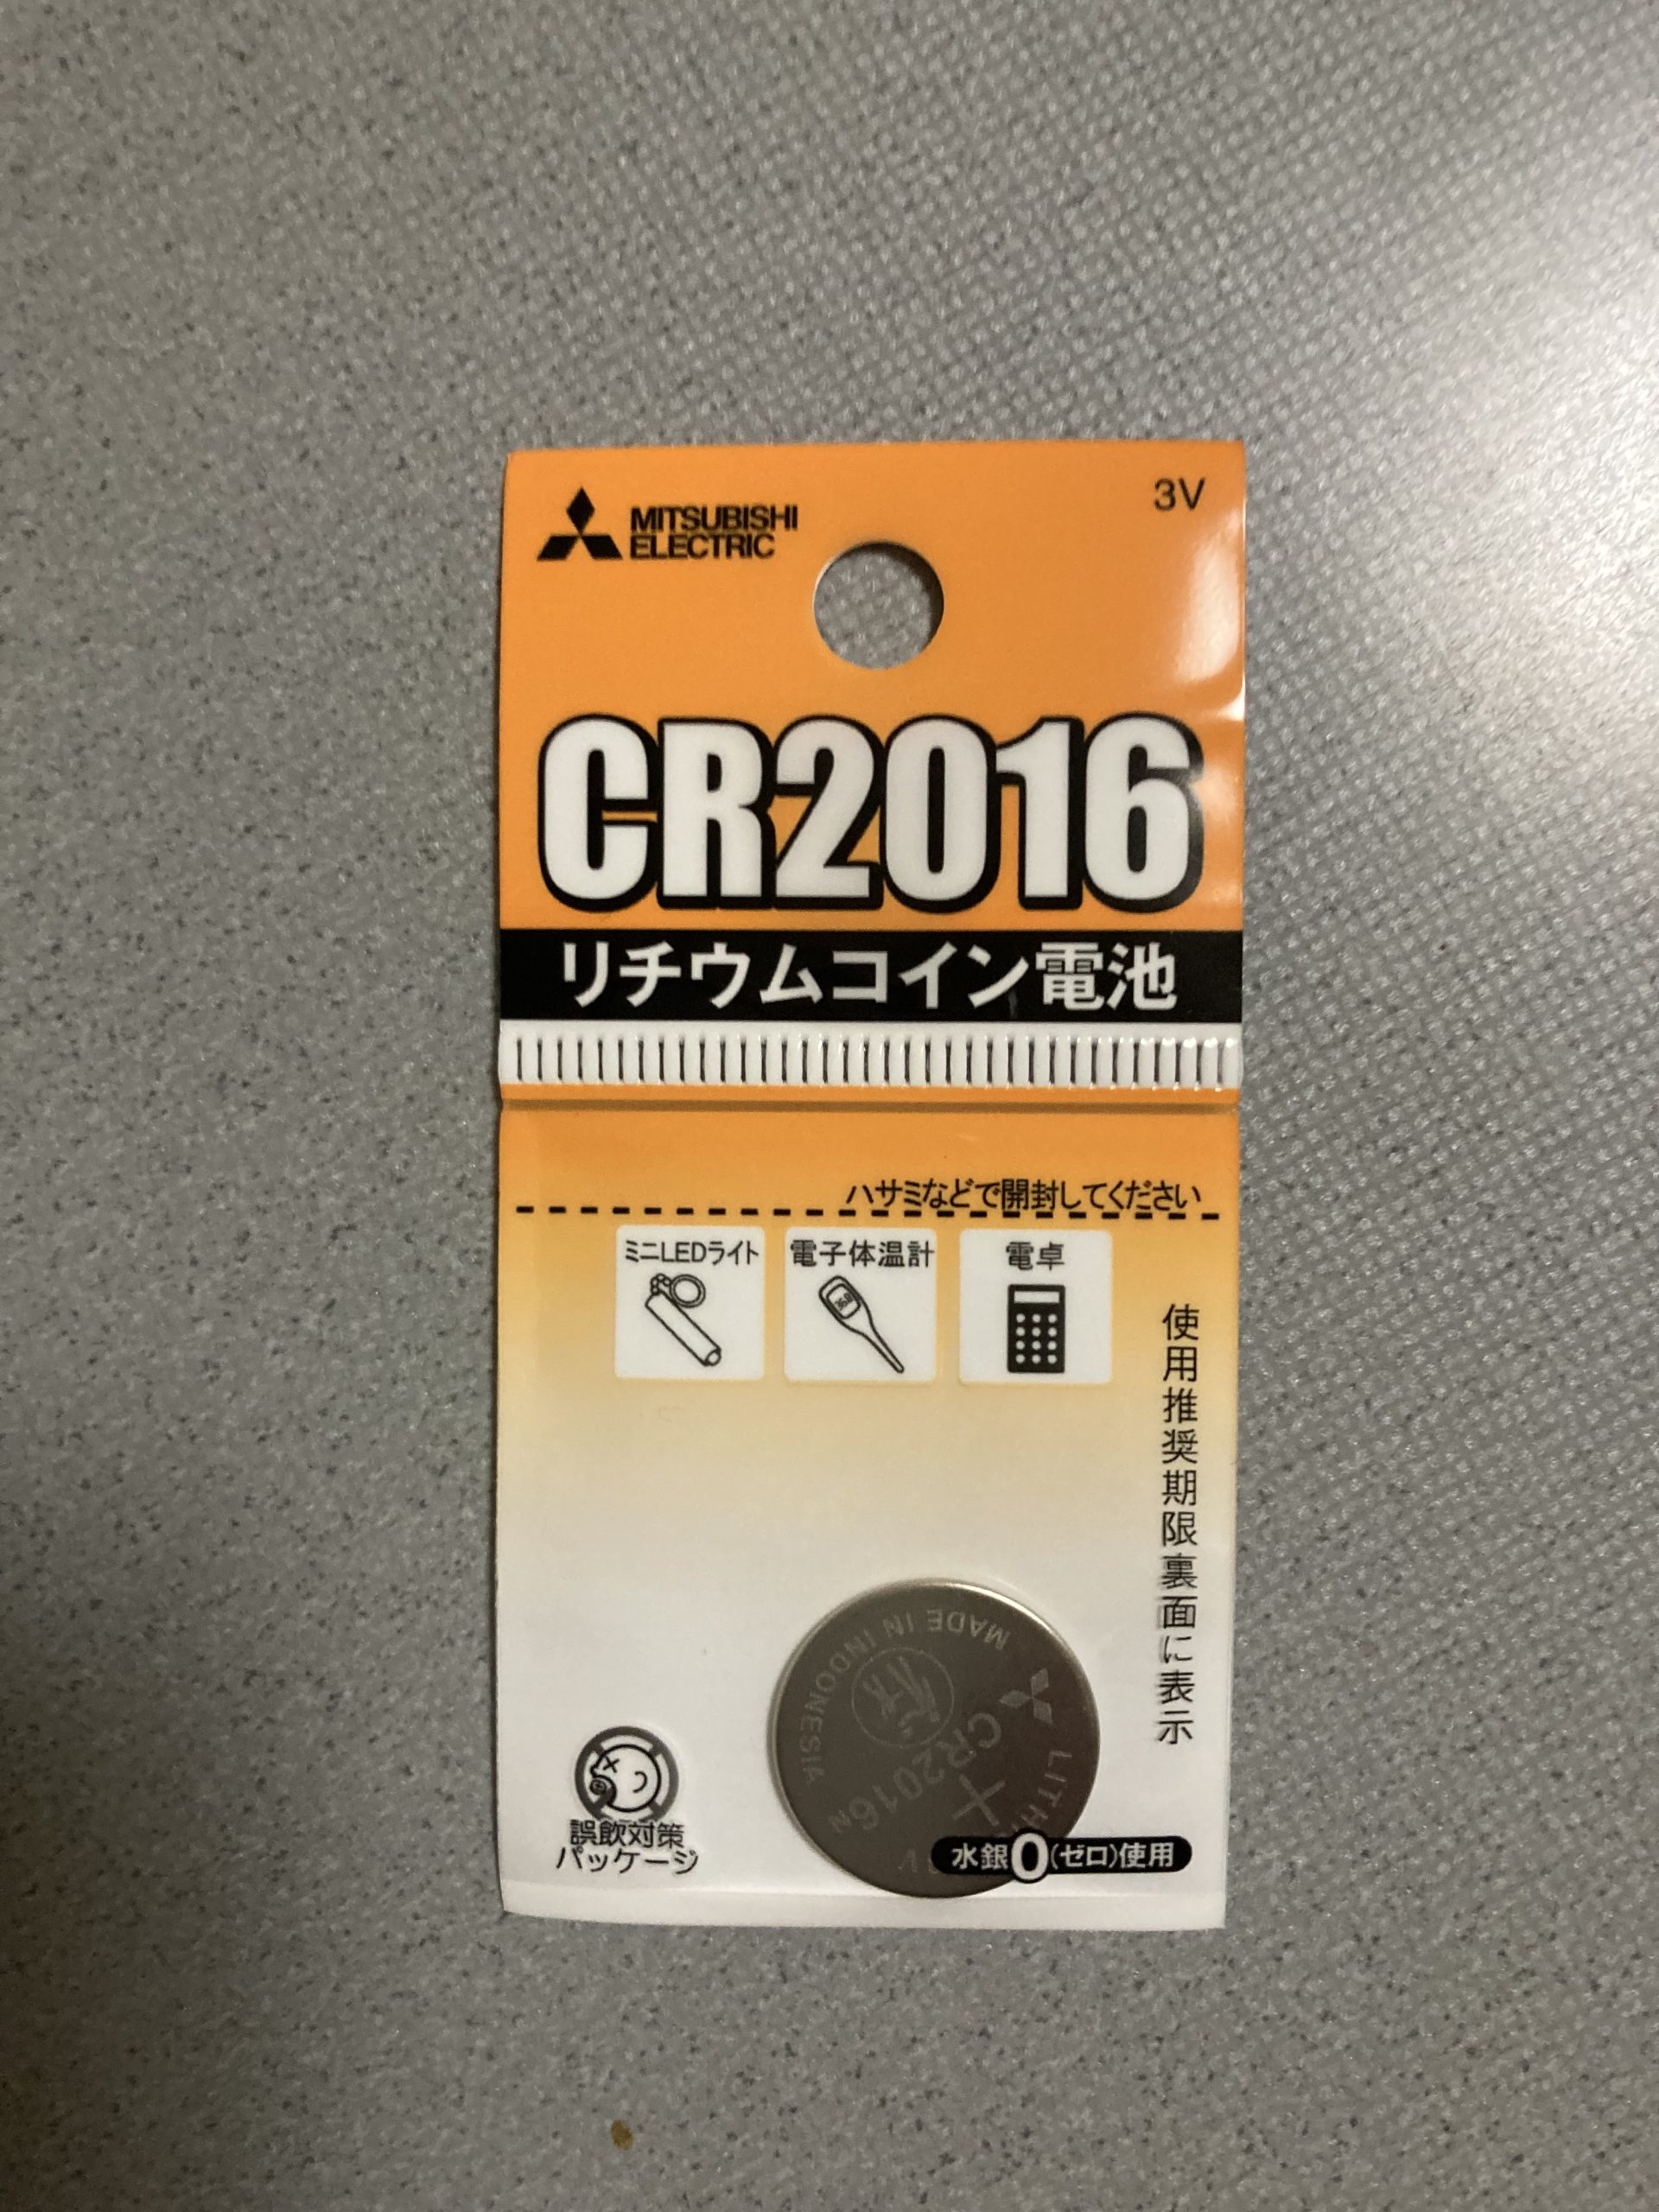 MITSUBISHI
ELECTRIC
3V
CR2016
リチウムコイン電池
ハサミなどで開封してください
ミニLEDライト
電子体温計
電卓
使用推奨期限裏面に表示
MADE IN INDONESIA
CR2016
+
誤飲対策
パッケージ
水銀0(ゼロ)使用